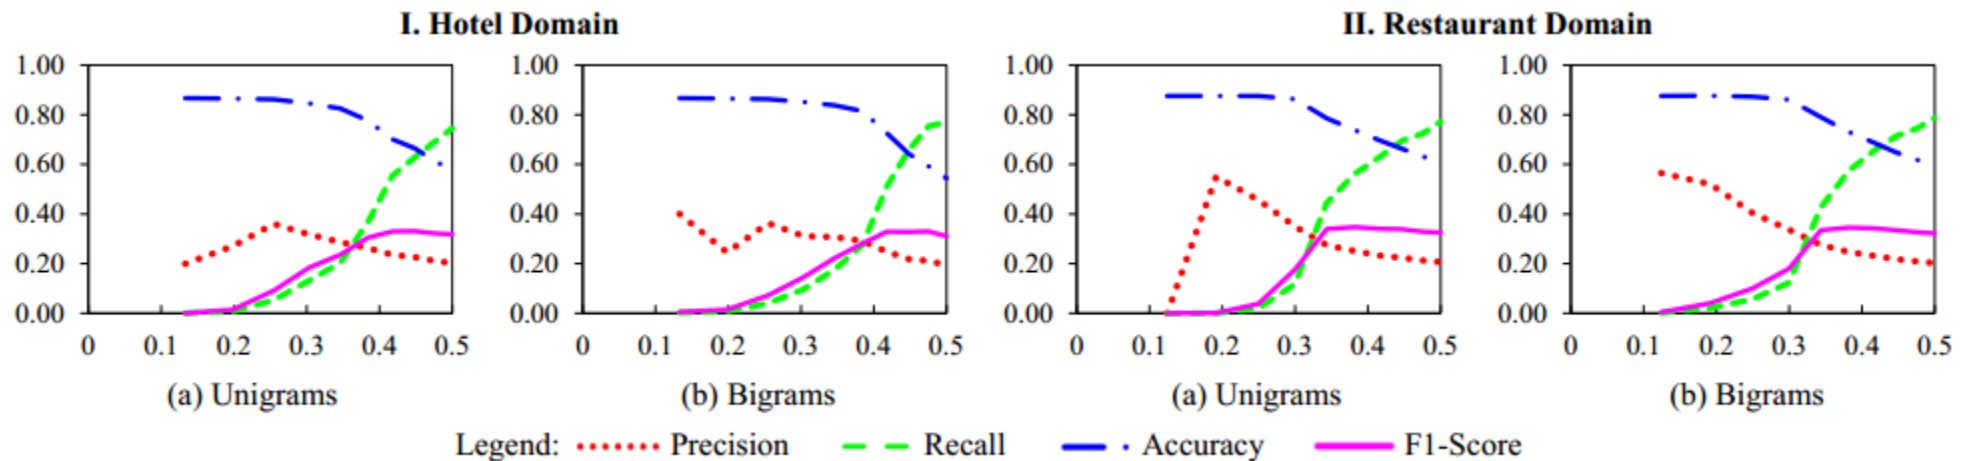 I. Hotel Domain II. Restaurant Domain
1.00 1.00 1.00 1.00
0.80 0.80 0.80 0.80
0.60 0.60 0.60 0.60
0.40 0.40 0.40 0.40
0.20 0.20 0.20 0.20
0.00 0.00 0.00 0.00
0 0.1 0.2 0.3 0.4 0.5 0 0.1 0.2 0.3 0.4 0.5 0 0.1 0.2 0.3 0.4 0.5 0 0.1 0.2 0.3 0.4 0.5
(a) Unigrams (b) Bigrams (a) Unigrams (b) Bigrams
Legend: Precision Recall Accuracy F1-Score